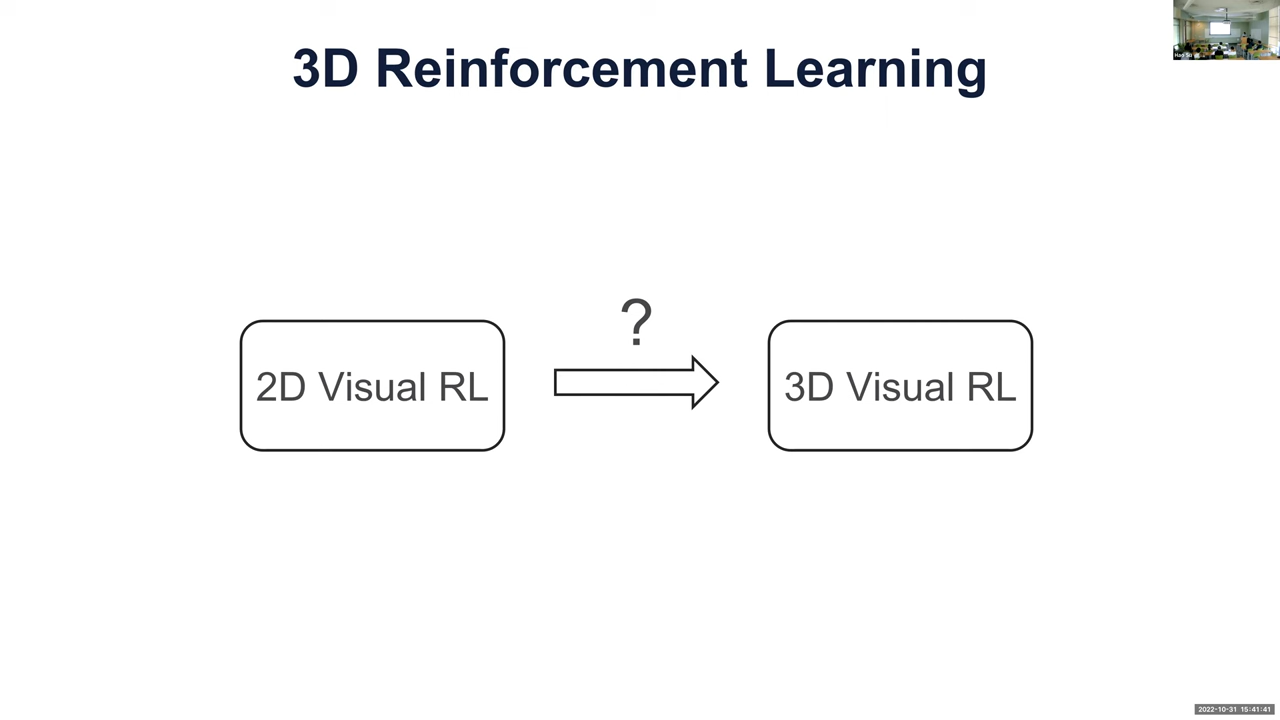 3D Reinforcement Learning
?
2D Visual RL
3D Visual RL
2022-10-31 15:41:41